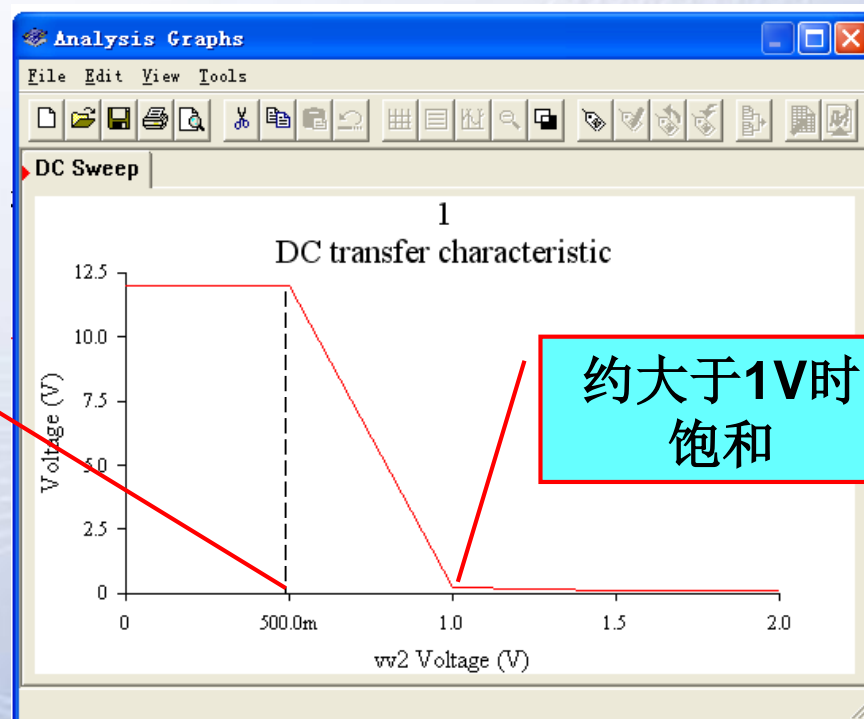 Analysis Graphs
File Edit View Tools
DC Sweep
1
DC transfer characteristic
12.5
10.0
7.5
5.0
2.5
0
Voltage (V)
0 500.0m 1.0 1.5 2.0
vv2 Voltage (V)
约大于1V时
饱和